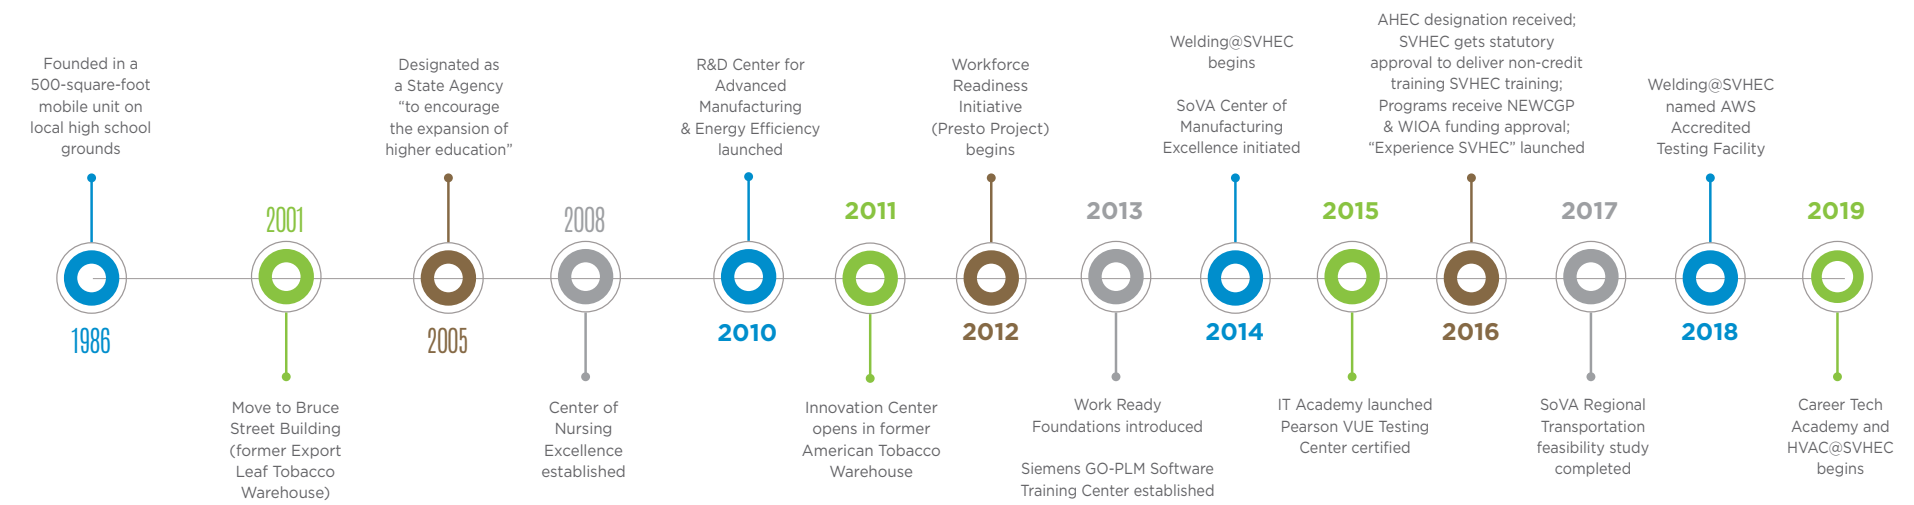 Founded in a
500-square-foot
mobile unit on
local high school
grounds
1986
2001
Move to Bruce
Street Building
(former Export
Leaf Tobacco
Warehouse)
Designated as
a State Agency
“to encourage
the expansion of
higher education”
2005
2008
Center of
Nursing
Excellence
established
R&D Center for
Advanced
Manufacturing
& Energy Efficiency
launched
2010
2011
Innovation Center
opens in former
American Tobacco
Warehouse
Workforce
Readiness
Initiative
(Presto Project)
begins
2012
2013
Work Ready
Foundations introduced
Siemens GO-PLM Software
Training Center established
Welding@SVHEC
begins
SoVA Center of
Manufacturing
Excellence initiated
2014
2015
IT Academy launched
Pearson VUE Testing
Center certified
AHEC designation received;
SVHEC gets statutory
approval to deliver non-credit
training SVHEC training;
Programs receive NEWCGP
& WIOA funding approval;
“Experience SVHEC” launched
2016
2017
SoVA Regional
Transportation
feasibility study
completed
Welding@SVHEC
named AWS
Accredited
Testing Facility
2018
2019
Career Tech
Academy and
HVAC@SVHEC
begins